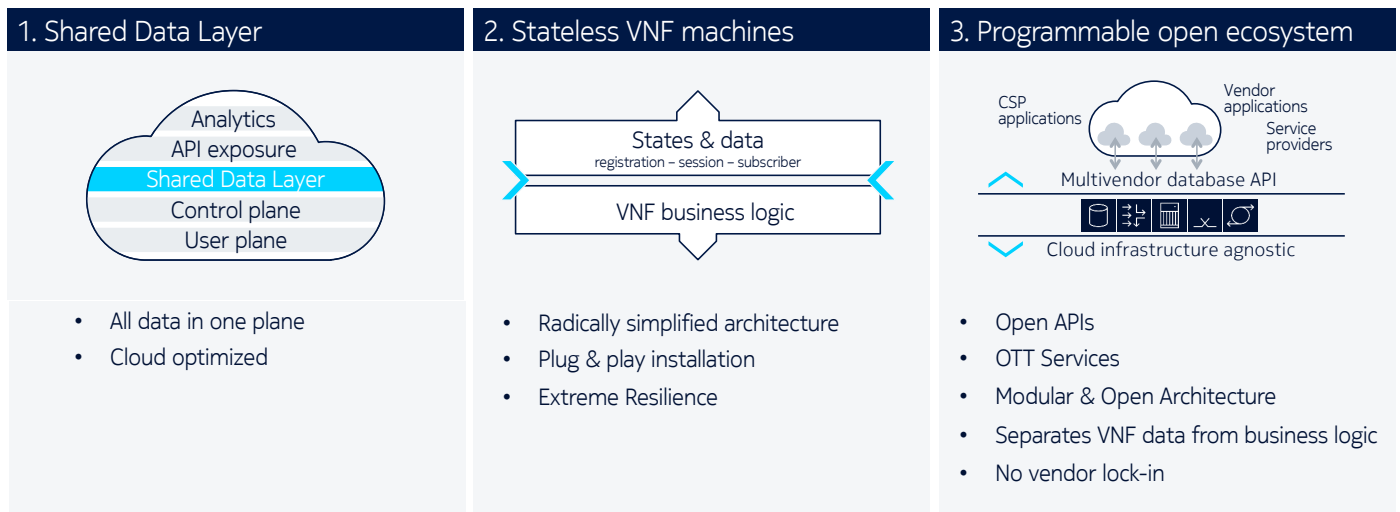 1. Shared Data Layer
Analytics
API exposure
Shared Data Layer
Control plane
User plane
• All data in one plane
• Cloud optimized
2. Stateless VNF machines
States & data
registration – session – subscriber
VNF business logic
• Radically simplified architecture
• Plug & play installation
• Extreme Resilience
3. Programmable open ecosystem
CSP
applications
Vendor
applications
Service
providers
Multivendor database API
Cloud infrastructure agnostic
• Open APIs
• OTT Services
• Modular & Open Architecture
• Separates VNF data from business logic
• No vendor lock-in